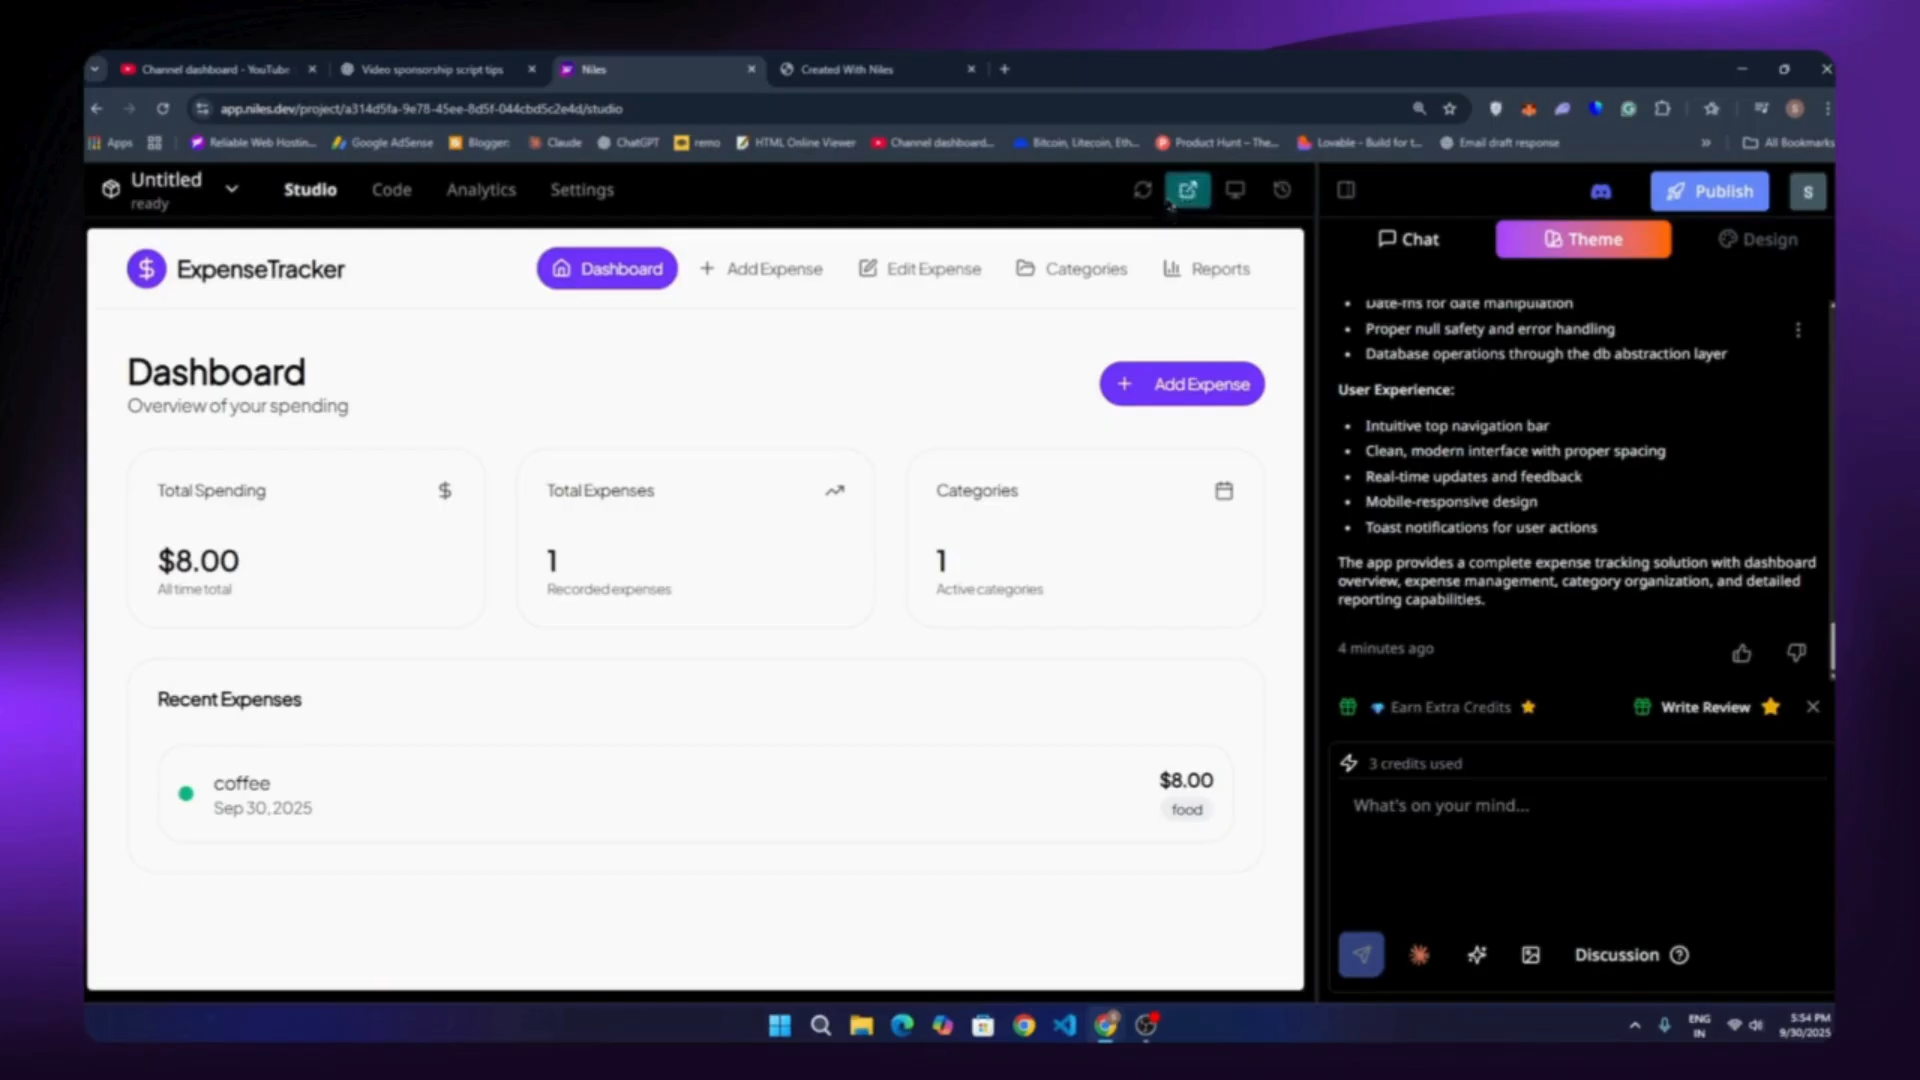 Channel dashboard - YouTube
Video sponsorship script tips
Niles
Created With Niles
app.niles.dev/project/a314d5fa-9e78-45ee-8d5f-044cbd5c2e4d/studio
Apps
Reliable Web Hostin...
Google AdSense
Blogger:
Claude
ChatGPT
remo
HTML Online Viewer
Channel dashboard...
Bitcoin, Litecoin, Eth...
Product Hunt – The...
Lovable - Build for t...
Email draft response
All Bookmarks
Untitled
ready
Studio
Code
Analytics
Settings
Publish
S
Chat
Theme
Design
ExpenseTracker
Dashboard
Add Expense
Edit Expense
Categories
Reports
Dashboard
Overview of your spending
Add Expense
Total Spending
$8.00
All time total
Total Expenses
1
Recorded expenses
Categories
1
Active categories
Recent Expenses
coffee
Sep 30, 2025
$8.00
food
Date-fns for date manipulation
Proper null safety and error handling
Database operations through the db abstraction layer
User Experience:
Intuitive top navigation bar
Clean, modern interface with proper spacing
Real-time updates and feedback
Mobile-responsive design
Toast notifications for user actions
The app provides a complete expense tracking solution with dashboard
overview, expense management, category organization, and detailed
reporting capabilities.
4 minutes ago
Earn Extra Credits
Write Review
3 credits used
What's on your mind...
Discussion
ENG
IN
5:54 PM
9/30/2025